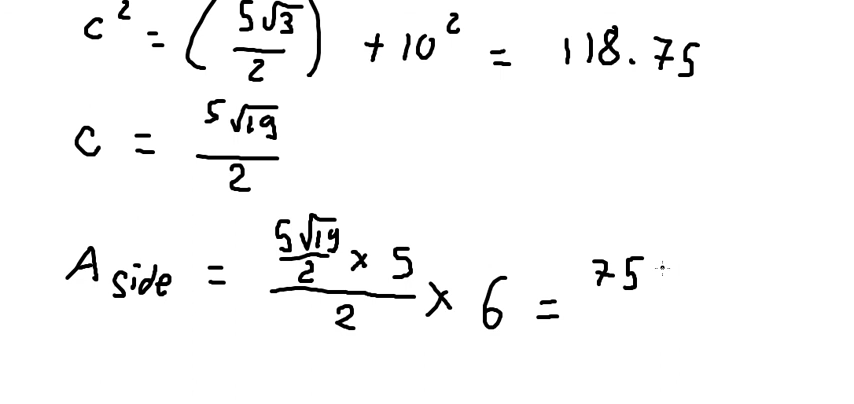 c² = (5√3/2) + 10² = 118.75
c = 5√19/2
A side = (5√19/2 × 5)/2 × 6 = 75